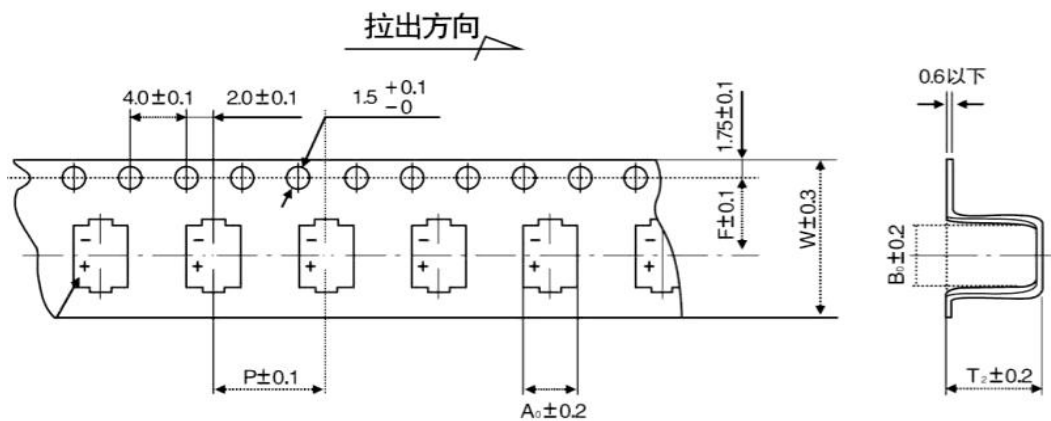 拉出方向
4.0±0.1
2.0±0.1
1.5 +0.1 -0
1.75±0.1
0.6以下
F±0.1
W±0.3
B₀±0.2
- - - - - -
+ + + + + +
P±0.1
A₀±0.2
T₂±0.2